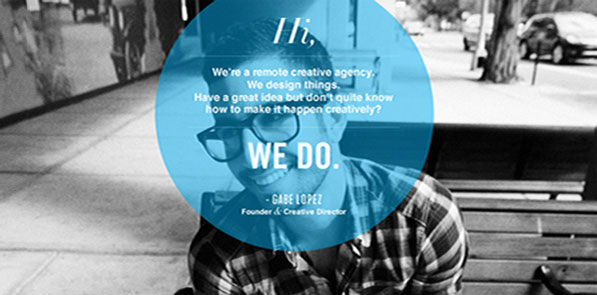 Hi,
We're a remote creative agency.
We design things.
Have a great idea but don't quite know
how to make it happen creatively?
WE DO.
- GABE LOPEZ
Founder & Creative Director